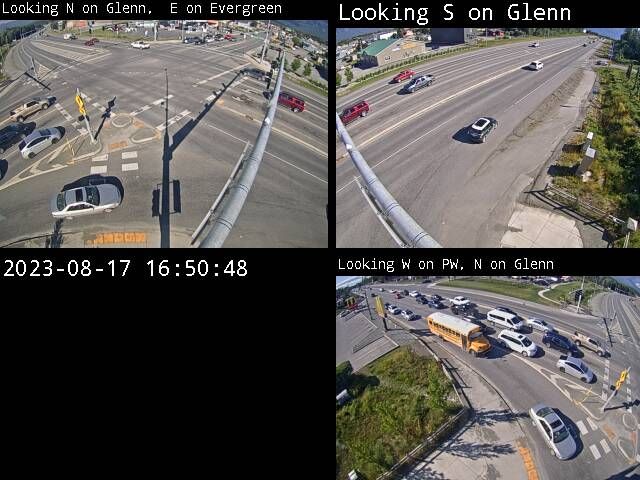 Looking N on Glenn,  E on Evergreen
Looking S on Glenn
2023-08-17 16:50:48
Looking W on PW, N on Glenn